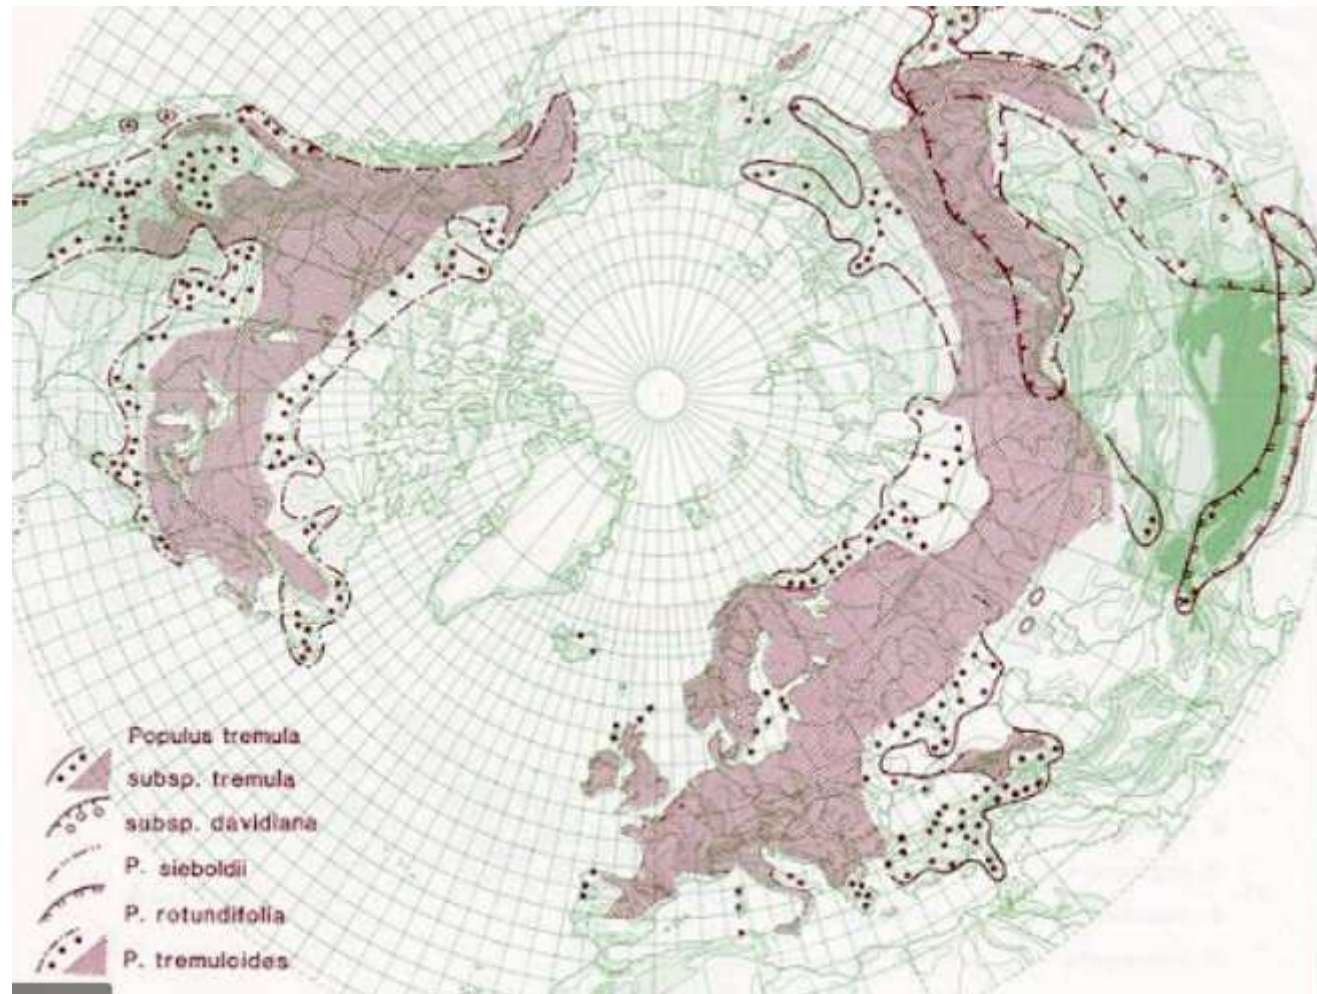 Populus tremula
subsp. tremula
subsp. davidiana
P. sieboldii
P. rotundifolia
P. tremuloides